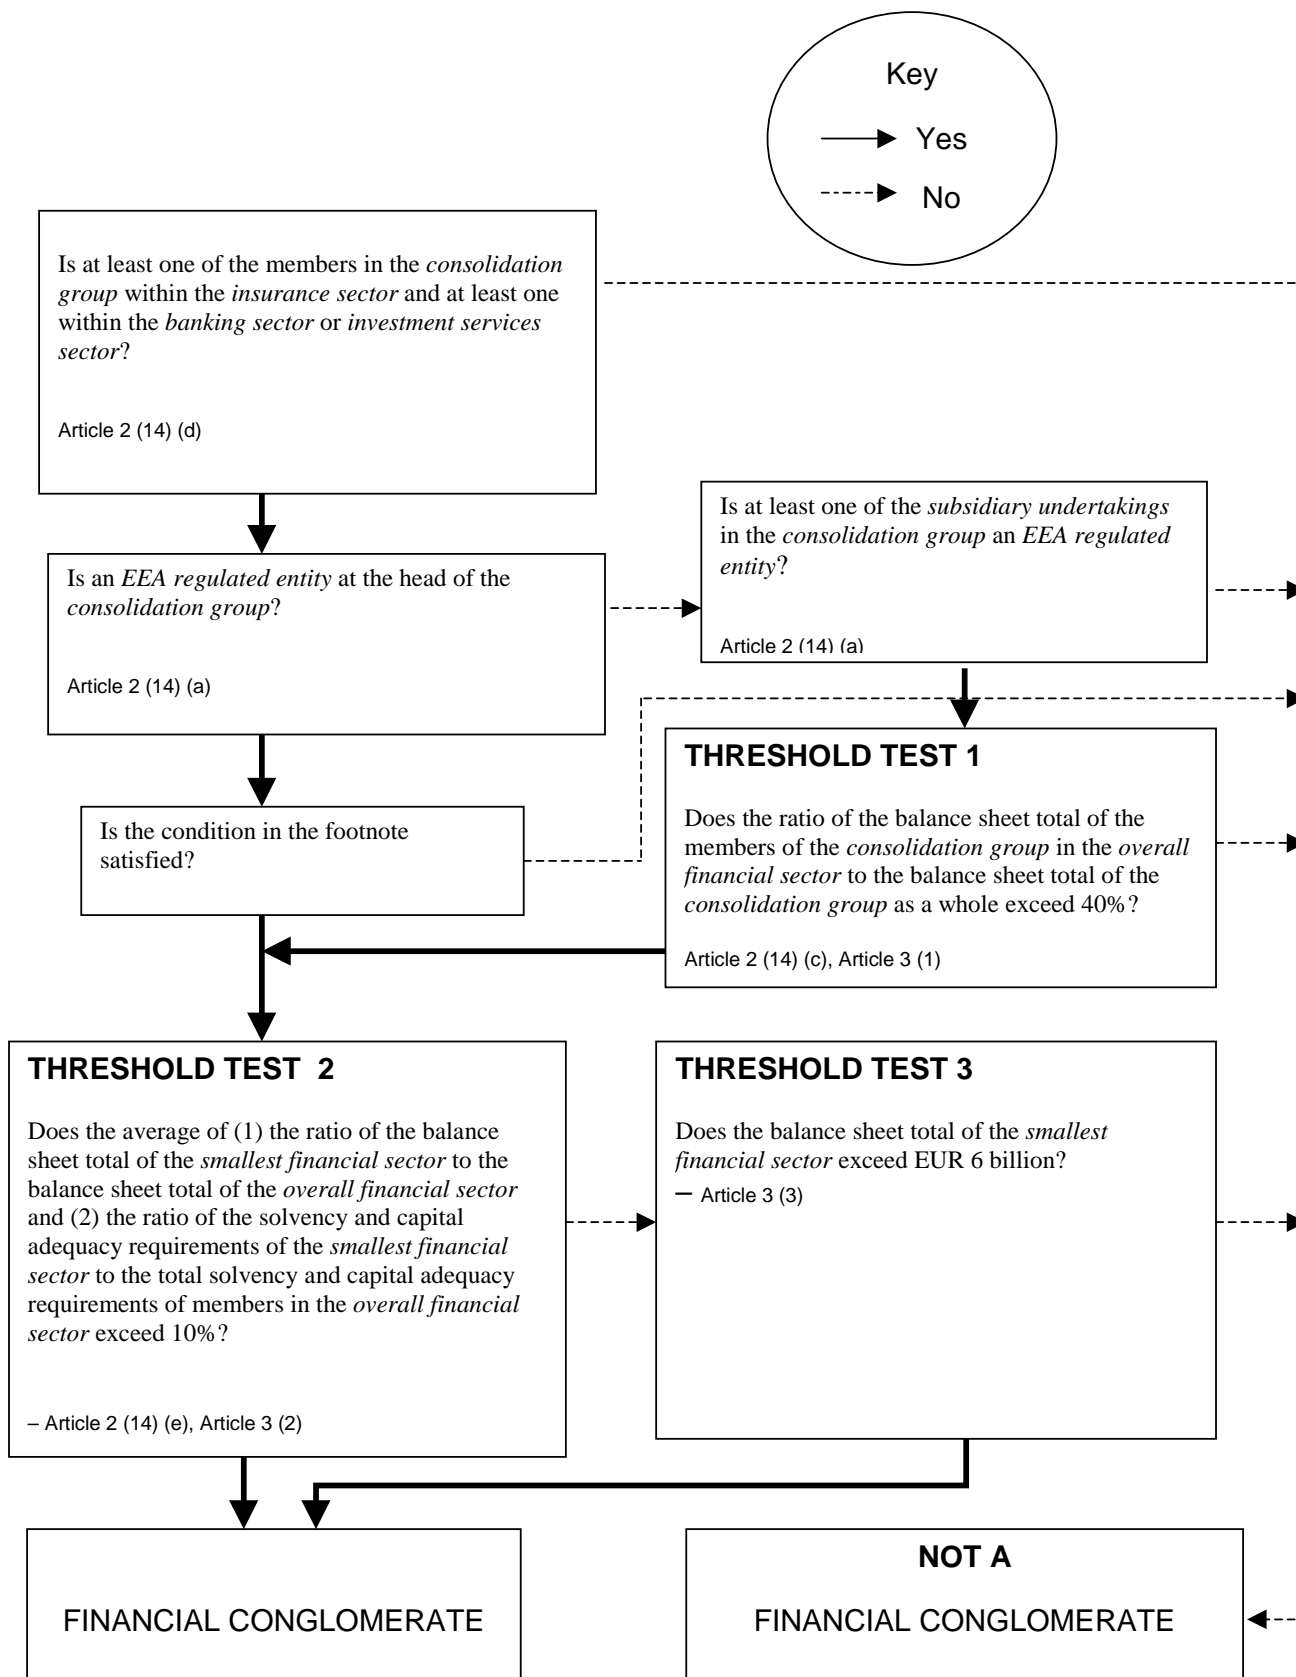 Key
Yes
No
Is at least one of the members in the consolidation
group within the insurance sector and at least one
within the banking sector or investment services
sector?
Article 2 (14) (d)
Is at least one of the subsidiary undertakings
in the consolidation group an EEA regulated
entity?
Article 2 (14) (a)
Is an EEA regulated entity at the head of the
consolidation group?
Article 2 (14) (a)
THRESHOLD TEST 1
Does the ratio of the balance sheet total of the
members of the consolidation group in the overall
financial sector to the balance sheet total of the
consolidation group as a whole exceed 40%?
Article 2 (14) (c), Article 3 (1)
Is the condition in the footnote
satisfied?
THRESHOLD TEST 2
Does the average of (1) the ratio of the balance
sheet total of the smallest financial sector to the
balance sheet total of the overall financial sector
and (2) the ratio of the solvency and capital
adequacy requirements of the smallest financial
sector to the total solvency and capital adequacy
requirements of members in the overall financial
sector exceed 10%?
– Article 2 (14) (e), Article 3 (2)
THRESHOLD TEST 3
Does the balance sheet total of the smallest
financial sector exceed EUR 6 billion?
– Article 3 (3)
FINANCIAL CONGLOMERATE
NOT A
FINANCIAL CONGLOMERATE